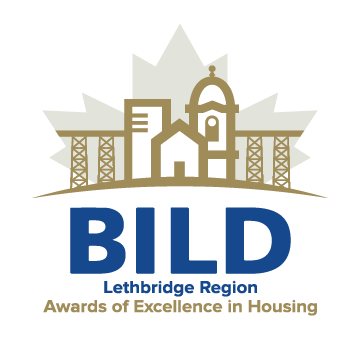 BILD
Lethbridge Region
Awards of Excellence in Housing